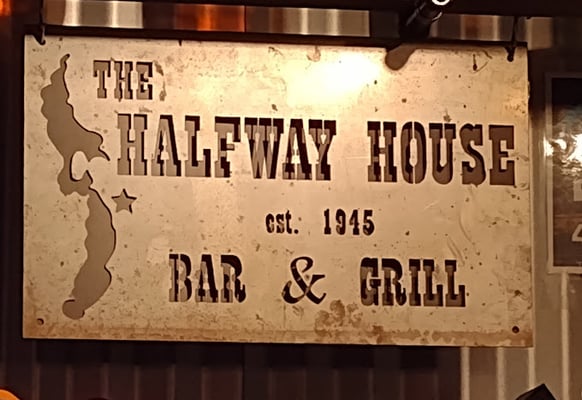 THE
HALFWAY HOUSE
est. 1945
BAR & GRILL